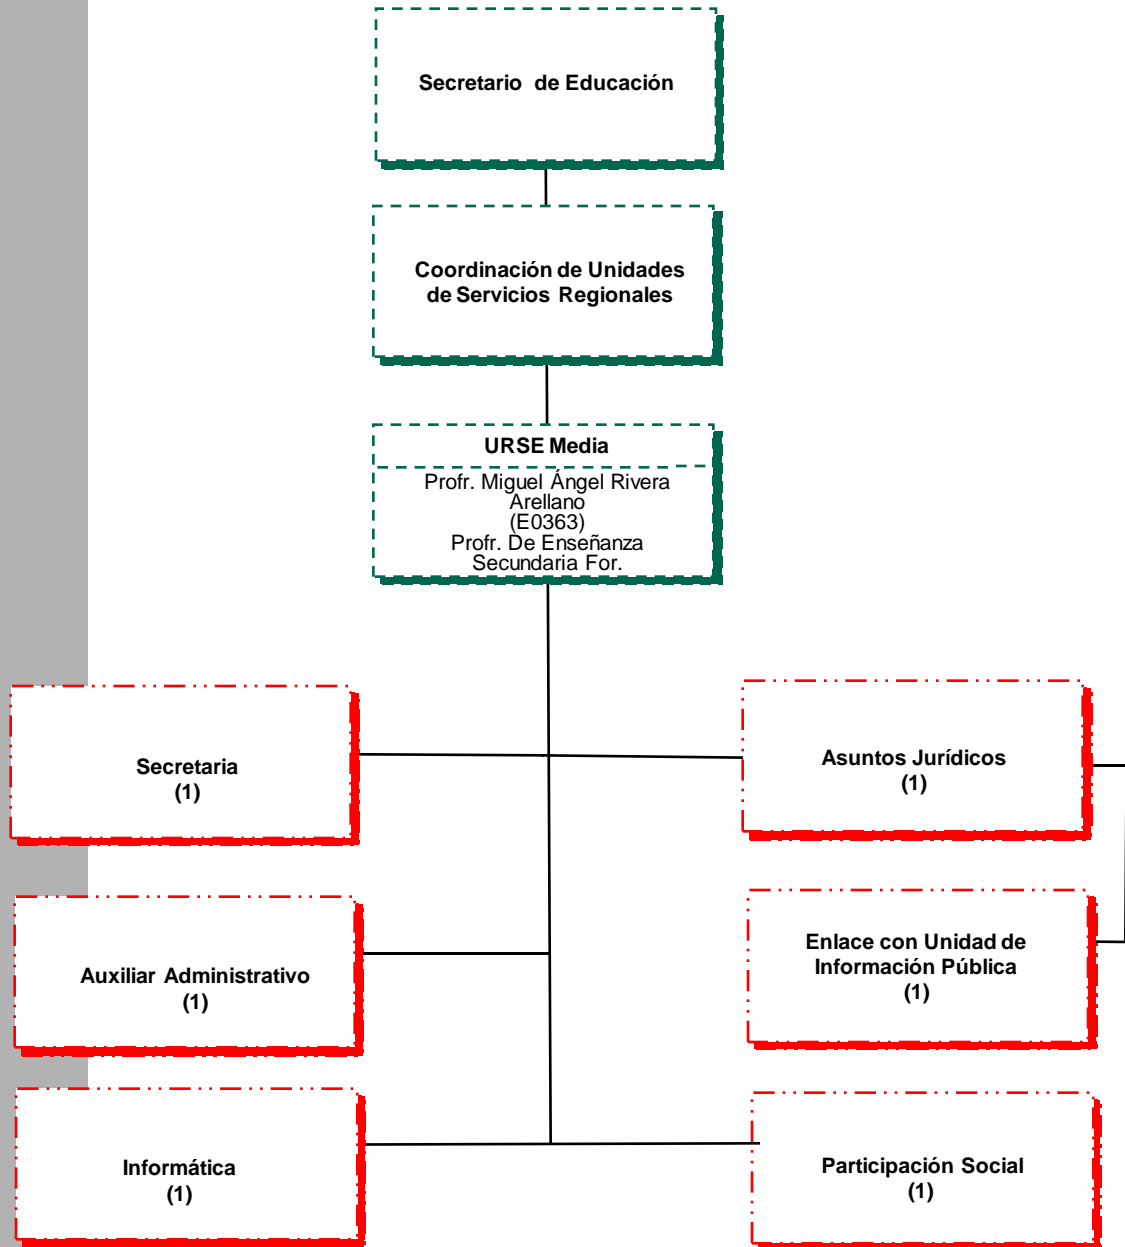 Secretario de Educación
Coordinación de Unidades
de Servicios Regionales
URSE Media
Profr. Miguel Ángel Rivera
Arellano
(E0363)
Profr. De Enseñanza
Secundaria For.
Secretaria
(1)
Asuntos Jurídicos
(1)
Auxiliar Administrativo
(1)
Enlace con Unidad de
Información Pública
(1)
Informática
(1)
Participación Social
(1)